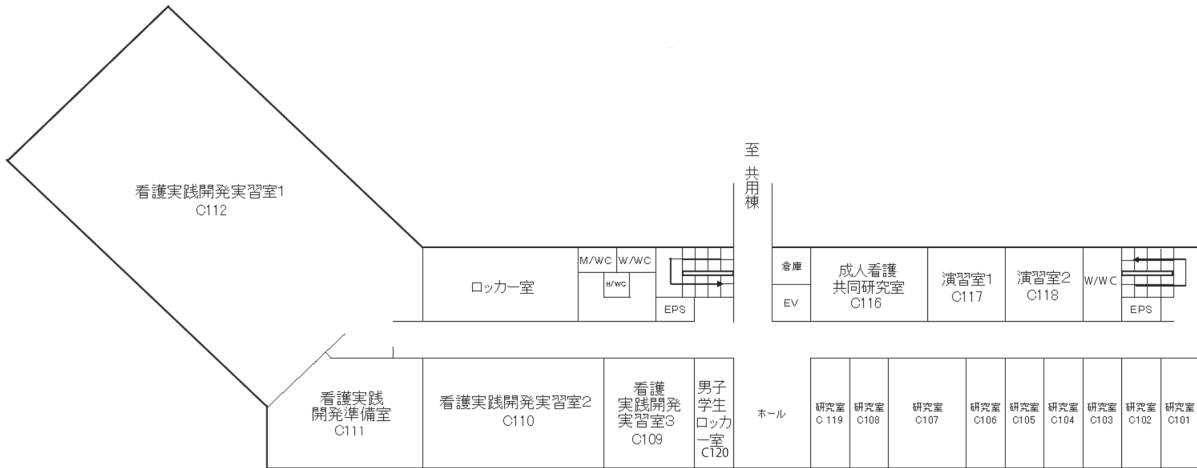 看護実践開発実習室1
C112
至 共用棟
ロッカー室
M/WC
W/WC
H/WC
EPS
倉庫
EV
成人看護
共同研究室
C116
演習室1
C117
演習室2
C118
W/WC
EPS
看護実践
開発準備室
C111
看護実践開発実習室2
C110
看護
実践開発
実習室3
C109
男子
学生
ロッカ
ー室
C120
ホール
研究室
C 119
研究室
C108
研究室
C107
研究室
C106
研究室
C105
研究室
C104
研究室
C103
研究室
C102
研究室
C101